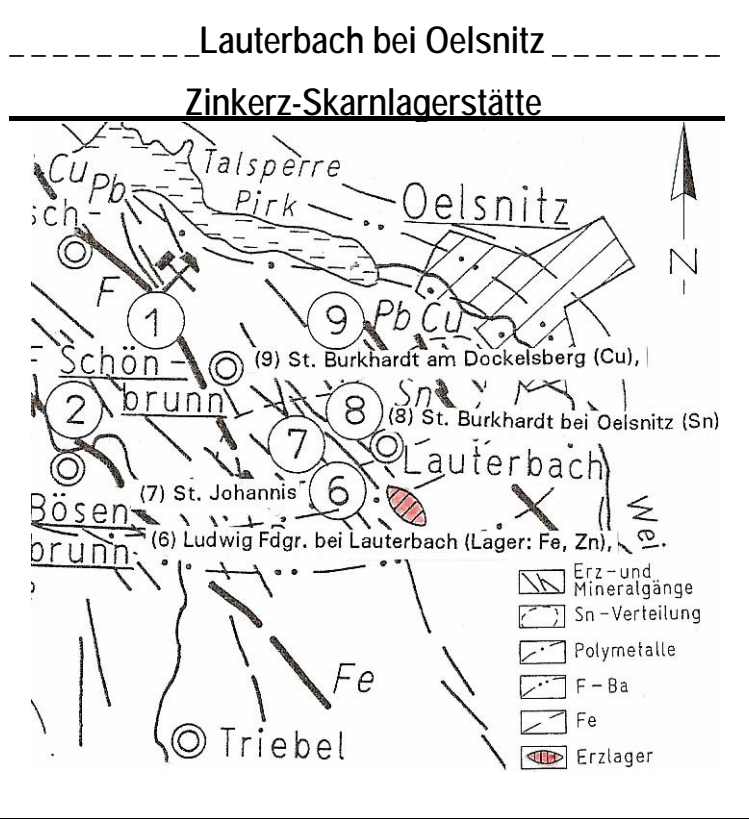 Lauterbach bei Oelsnitz
Zinkerz-Skarnlagerstätte
Cu
Pb
Talsperre
Pirk
Oelsnitz
sch-
N
F
1
9
Pb Cu
(9) St. Burkhardt am Dockelsberg (Cu),
F Schön-
brunn
Sn
2
8
(8) St. Burkhardt bei Oelsnitz (Sn)
7
Lauterbach
(7) St. Johannis
6
Bösen-
brunn
Wei.
(6) Ludwig Fdgr. bei Lauterbach (Lager: Fe, Zn),
Erz- und
Mineralgänge
Sn-Verteilung
Polymetalle
F-Ba
Fe
Erzlager
Fe
Triebel